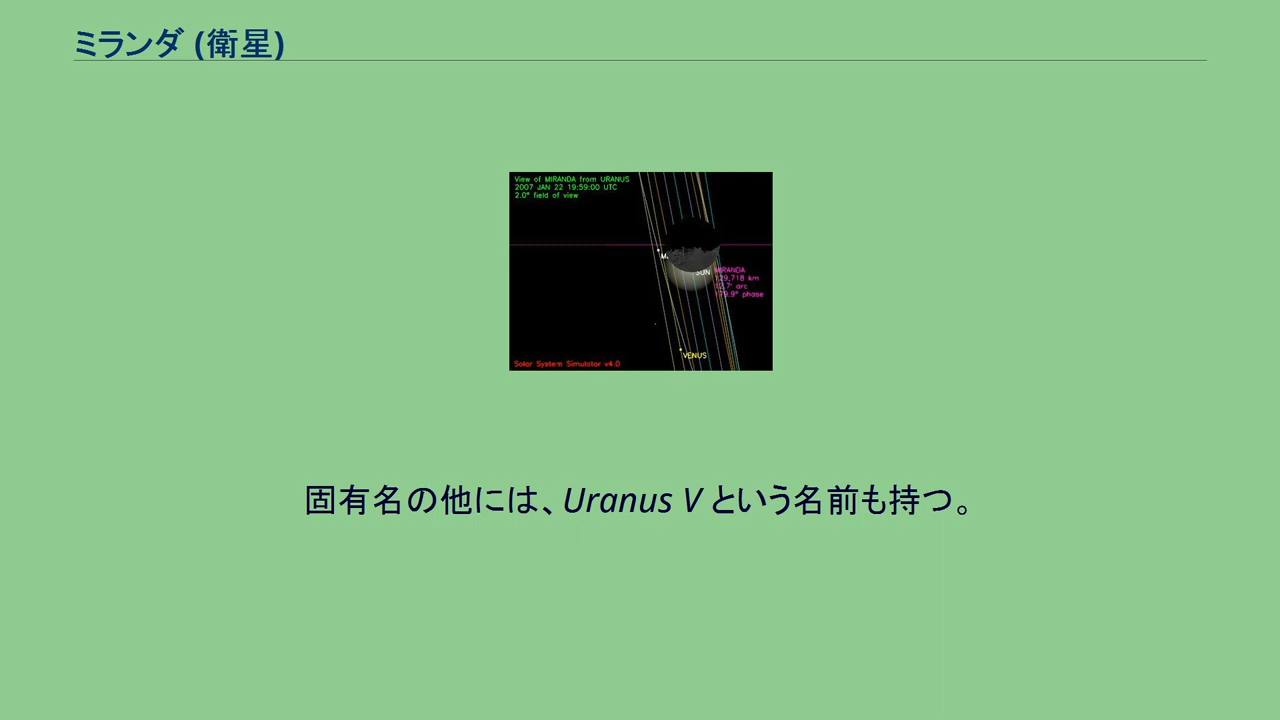 ミランダ (衛星)
View of MIRANDA from URANUS
2007 JAN 22 19:59:00 UTC
2.0° field of view
SUN
MIRANDA
km
arc
phase
VENUS
Solar System Simulator v4.0
固有名の他には、Uranus V という名前も持つ。